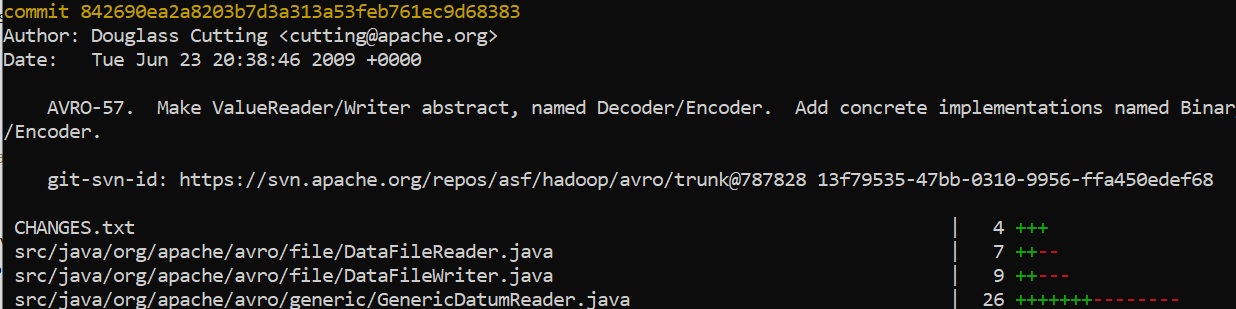 commit 842690ea2a8203b7d3a313a53feb761ec9d68383
Author: Douglass Cutting <cutting@apache.org>
Date:   Tue Jun 23 20:38:46 2009 +0000
AVRO-57.  Make ValueReader/Writer abstract, named Decoder/Encoder.  Add concrete implementations named Binary
/Encoder.
git-svn-id: https://svn.apache.org/repos/asf/hadoop/avro/trunk@787828 13f79535-47bb-0310-9956-ffa450edef68
CHANGES.txt | 4 +++
src/java/org/apache/avro/file/DataFileReader.java | 7 ++--
src/java/org/apache/avro/file/DataFileWriter.java | 9 ++---
src/java/org/apache/avro/generic/GenericDatumReader.java | 26 +++++++--------